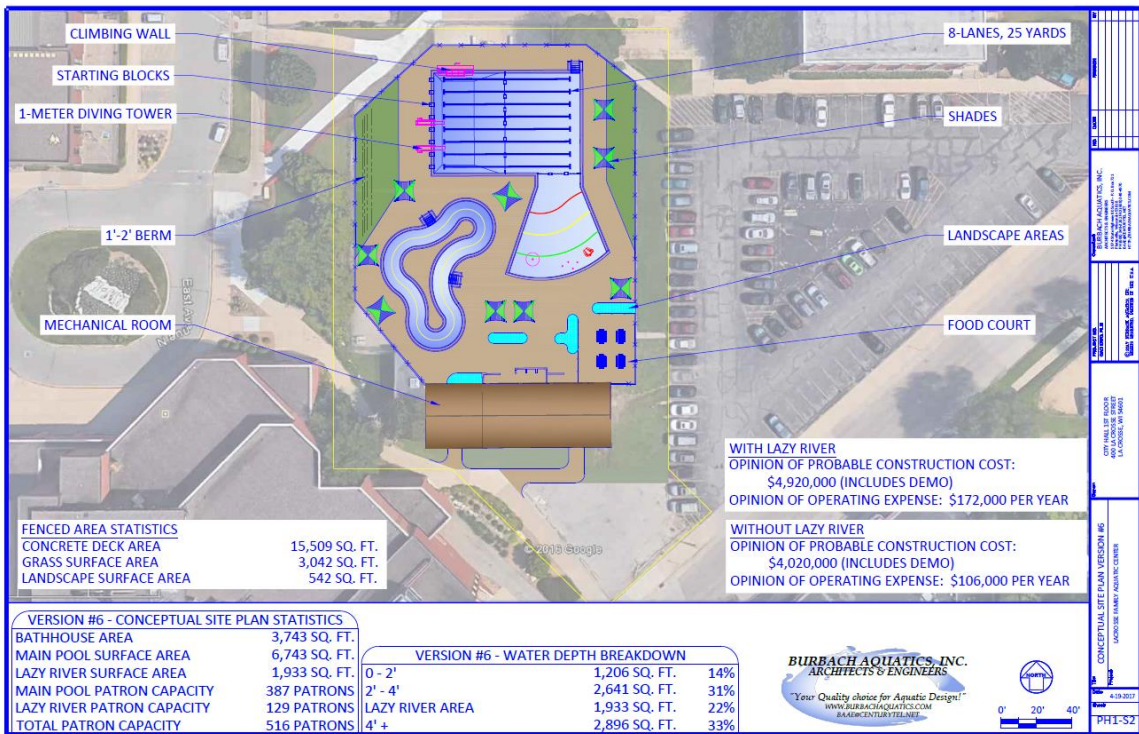 CLIMBING WALL
STARTING BLOCKS
1-METER DIVING TOWER
1'-2' BERM
MECHANICAL ROOM
8-LANES, 25 YARDS
SHADES
LANDSCAPE AREAS
FOOD COURT
East Ave N
© 2016 Google
WITH LAZY RIVER
OPINION OF PROBABLE CONSTRUCTION COST:
$4,920,000 (INCLUDES DEMO)
OPINION OF OPERATING EXPENSE: $172,000 PER YEAR
WITHOUT LAZY RIVER
OPINION OF PROBABLE CONSTRUCTION COST:
$4,020,000 (INCLUDES DEMO)
OPINION OF OPERATING EXPENSE: $106,000 PER YEAR
FENCED AREA STATISTICS
CONCRETE DECK AREA 15,509 SQ. FT.
GRASS SURFACE AREA 3,042 SQ. FT.
LANDSCAPE SURFACE AREA 542 SQ. FT.
VERSION #6 - CONCEPTUAL SITE PLAN STATISTICS
BATHHOUSE AREA 3,743 SQ. FT.
MAIN POOL SURFACE AREA 6,743 SQ. FT.
LAZY RIVER SURFACE AREA 1,933 SQ. FT.
MAIN POOL PATRON CAPACITY 387 PATRONS
LAZY RIVER PATRON CAPACITY 129 PATRONS
TOTAL PATRON CAPACITY 516 PATRONS
VERSION #6 - WATER DEPTH BREAKDOWN
0 - 2' 1,206 SQ. FT. 14%
2' - 4' 2,641 SQ. FT. 31%
LAZY RIVER AREA 1,933 SQ. FT. 22%
4' + 2,896 SQ. FT. 33%
BURBACH AQUATICS, INC.
ARCHITECTS & ENGINEERS
"Your Quality choice for Aquatic Design!"
WWW.BURBACHAQUATICS.COM
BAAE@CENTURYTEL.NET
NORTH
0' 20' 40'
BURBACH AQUATICS, INC.
CITY HALL 1ST FLOOR
400 LA CROSSE STREET
LA CROSSE, WI 54601
CONCEPTUAL SITE PLAN VERSION #6
LACROSSE FAMILY AQUATIC CENTER
4-19-2017
PH1-S2